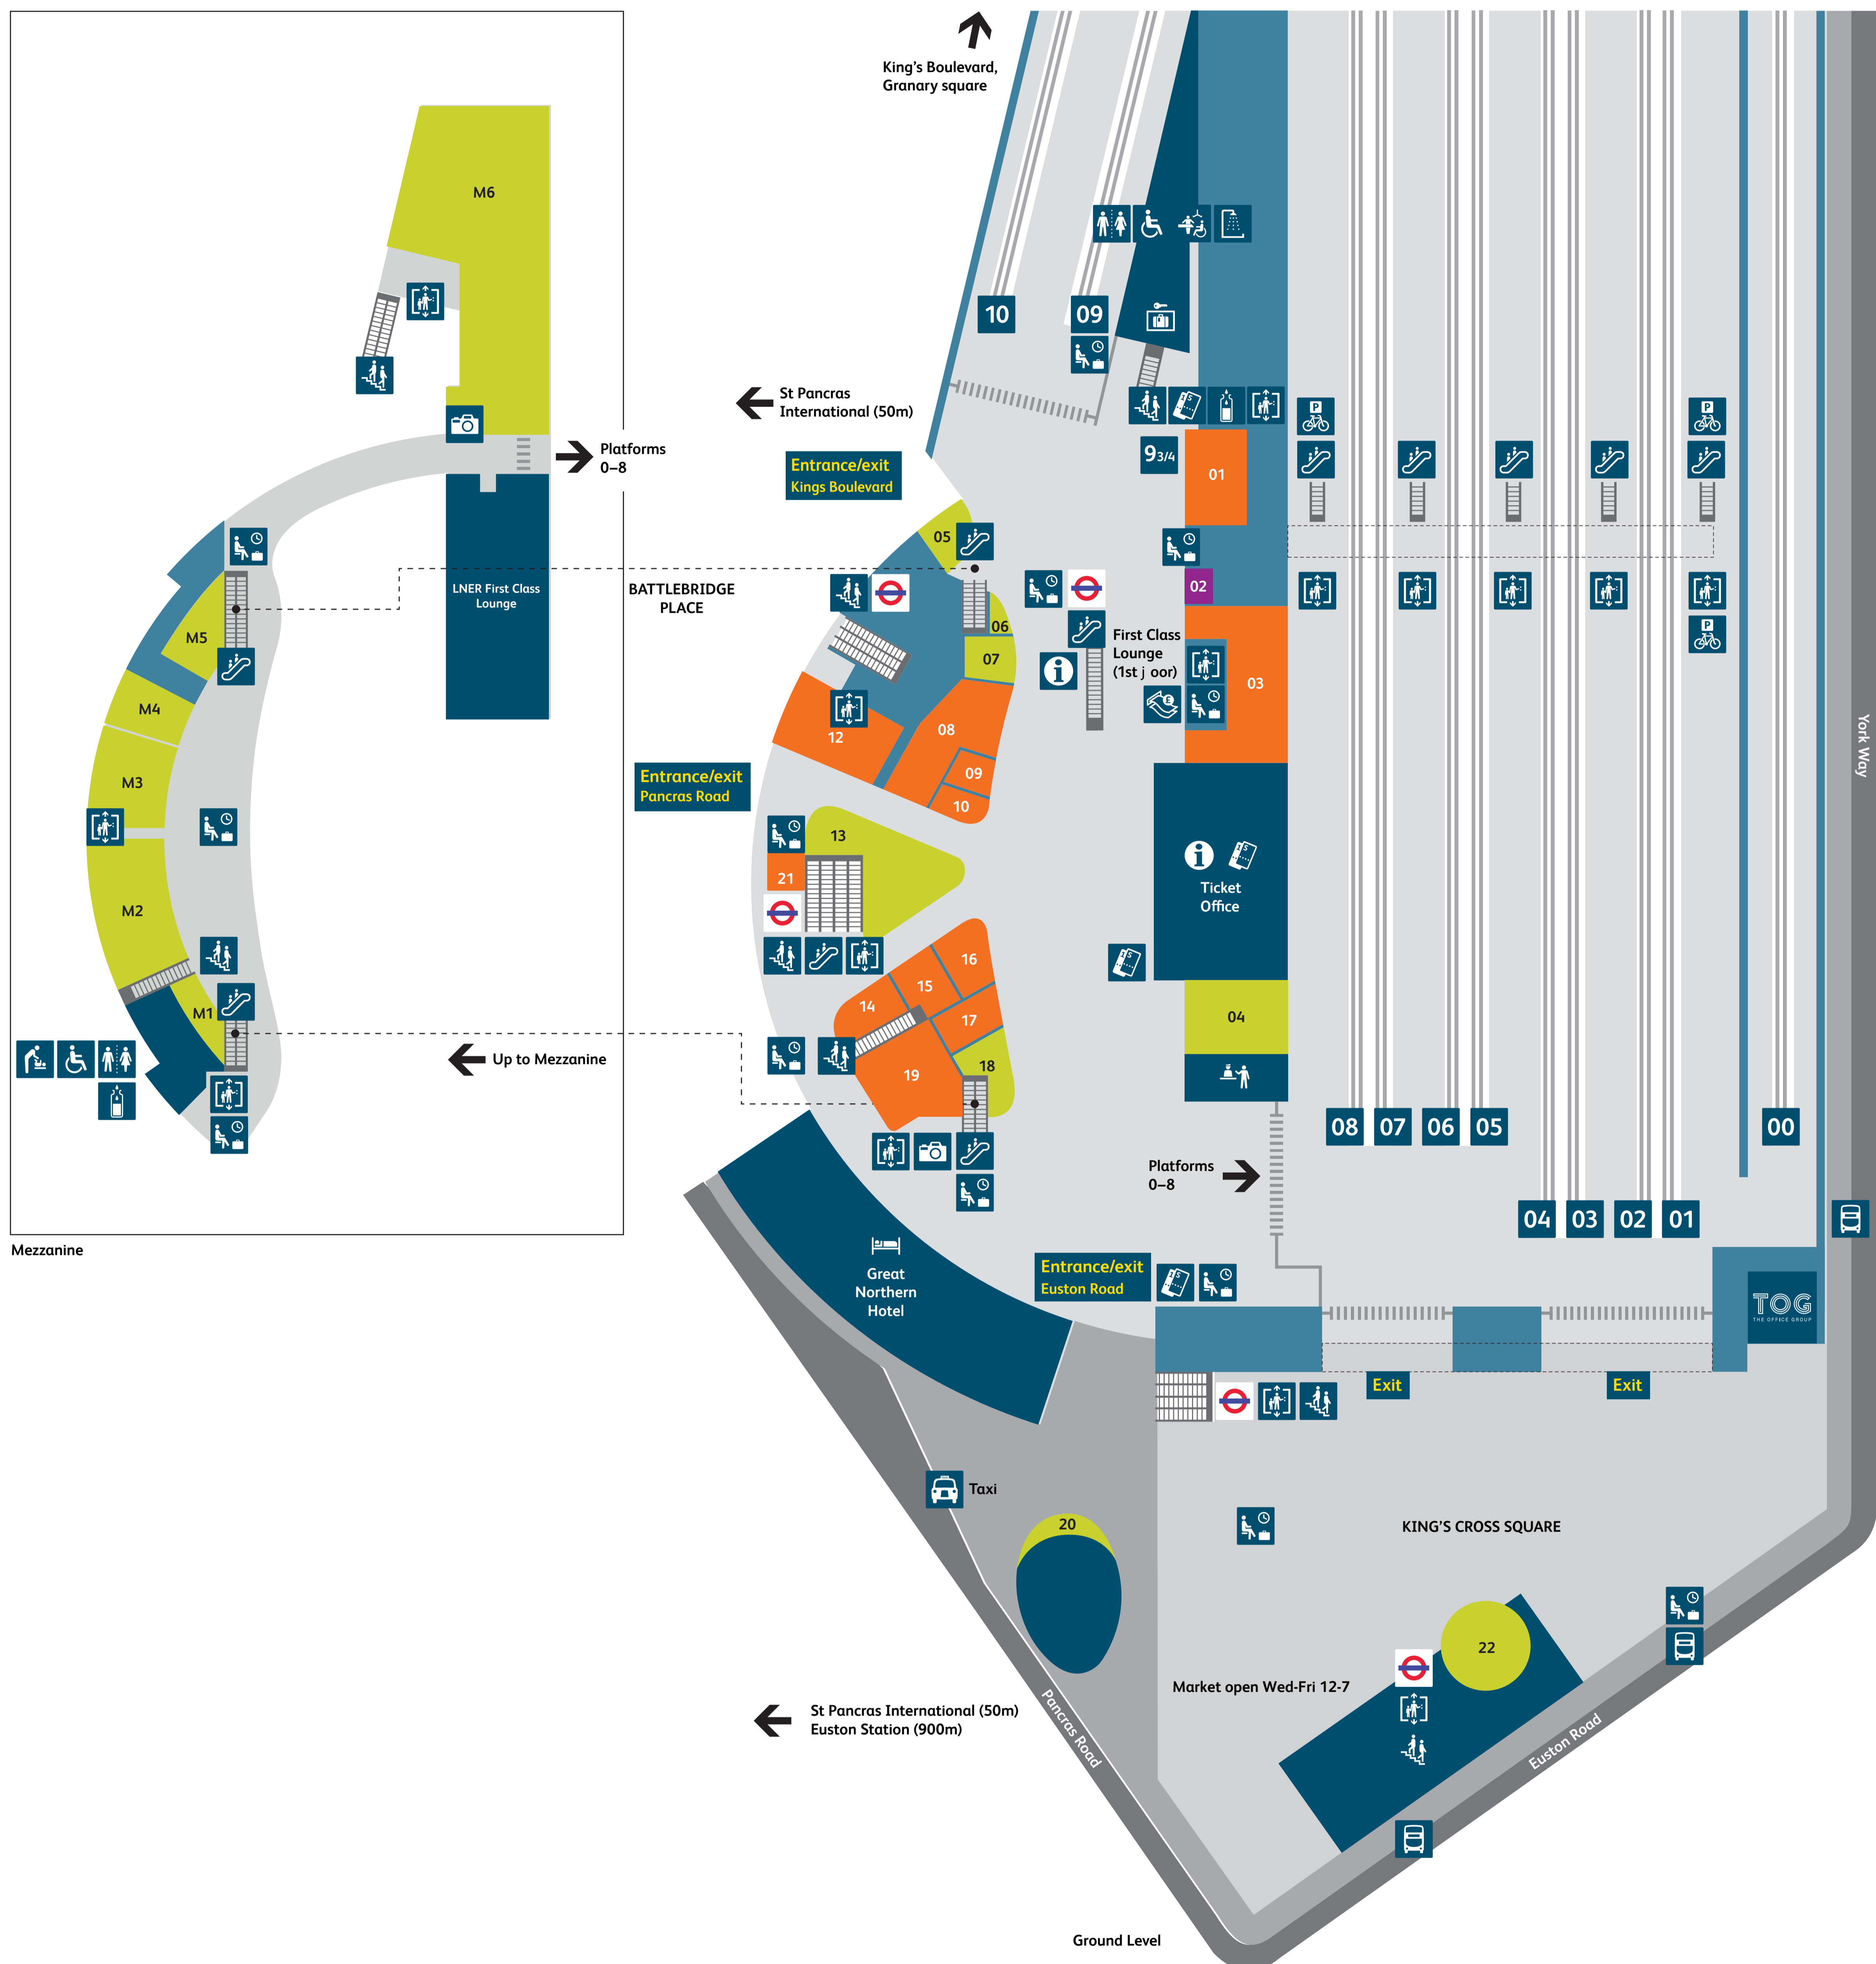 M6
Platforms
0–8
LNER First Class
Lounge
M5
M4
M3
M2
M1
Up to Mezzanine
Mezzanine
King's Boulevard,
Granary square
10
09
St Pancras
International (50m)
Entrance/exit
Kings Boulevard
9 3/4
01
P
P
05
BATTLEBRIDGE
PLACE
02
P
06
07
First Class
Lounge
(1st j oor)
i
£
03
12
08
09
10
Entrance/exit
Pancras Road
13
21
i
Ticket
Office
16
15
14
17
18
19
04
08
07
06
05
00
Platforms
0–8
04
03
02
01
York Way
Great
Northern
Hotel
Entrance/exit
Euston Road
TOG
THE OFFICE GROUP
Exit
Exit
Taxi
20
KING'S CROSS SQUARE
22
Market open Wed-Fri 12-7
St Pancras International (50m)
Euston Station (900m)
Pancras Road
Euston Road
Ground Level